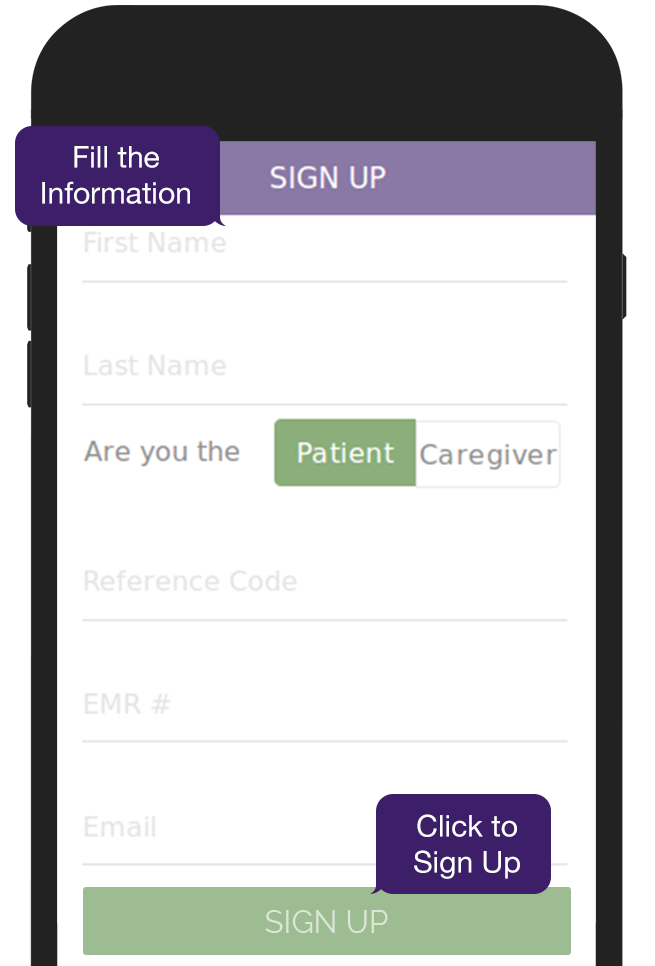 Fill the
Information
SIGN UP
First Name
Last Name
Are you the
Patient
Caregiver
Reference Code
EMR #
Email
Click to
Sign Up
SIGN UP